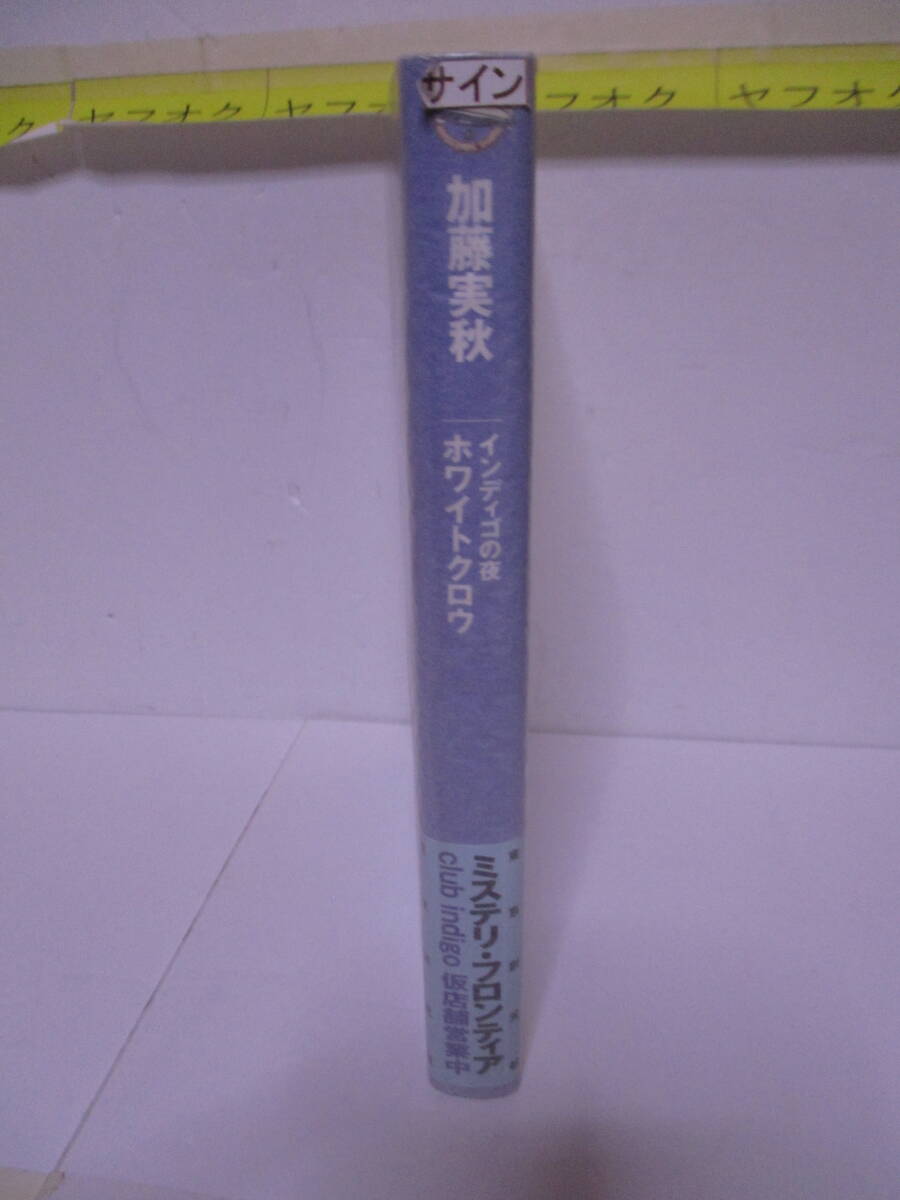 ク ヤフオク ヤフオ フオク ヤフオ
サイン
加藤実秋
インディゴの夜
ホワイトクロウ
ミステリ・フロンティア
club indigo 仮店舗営業中